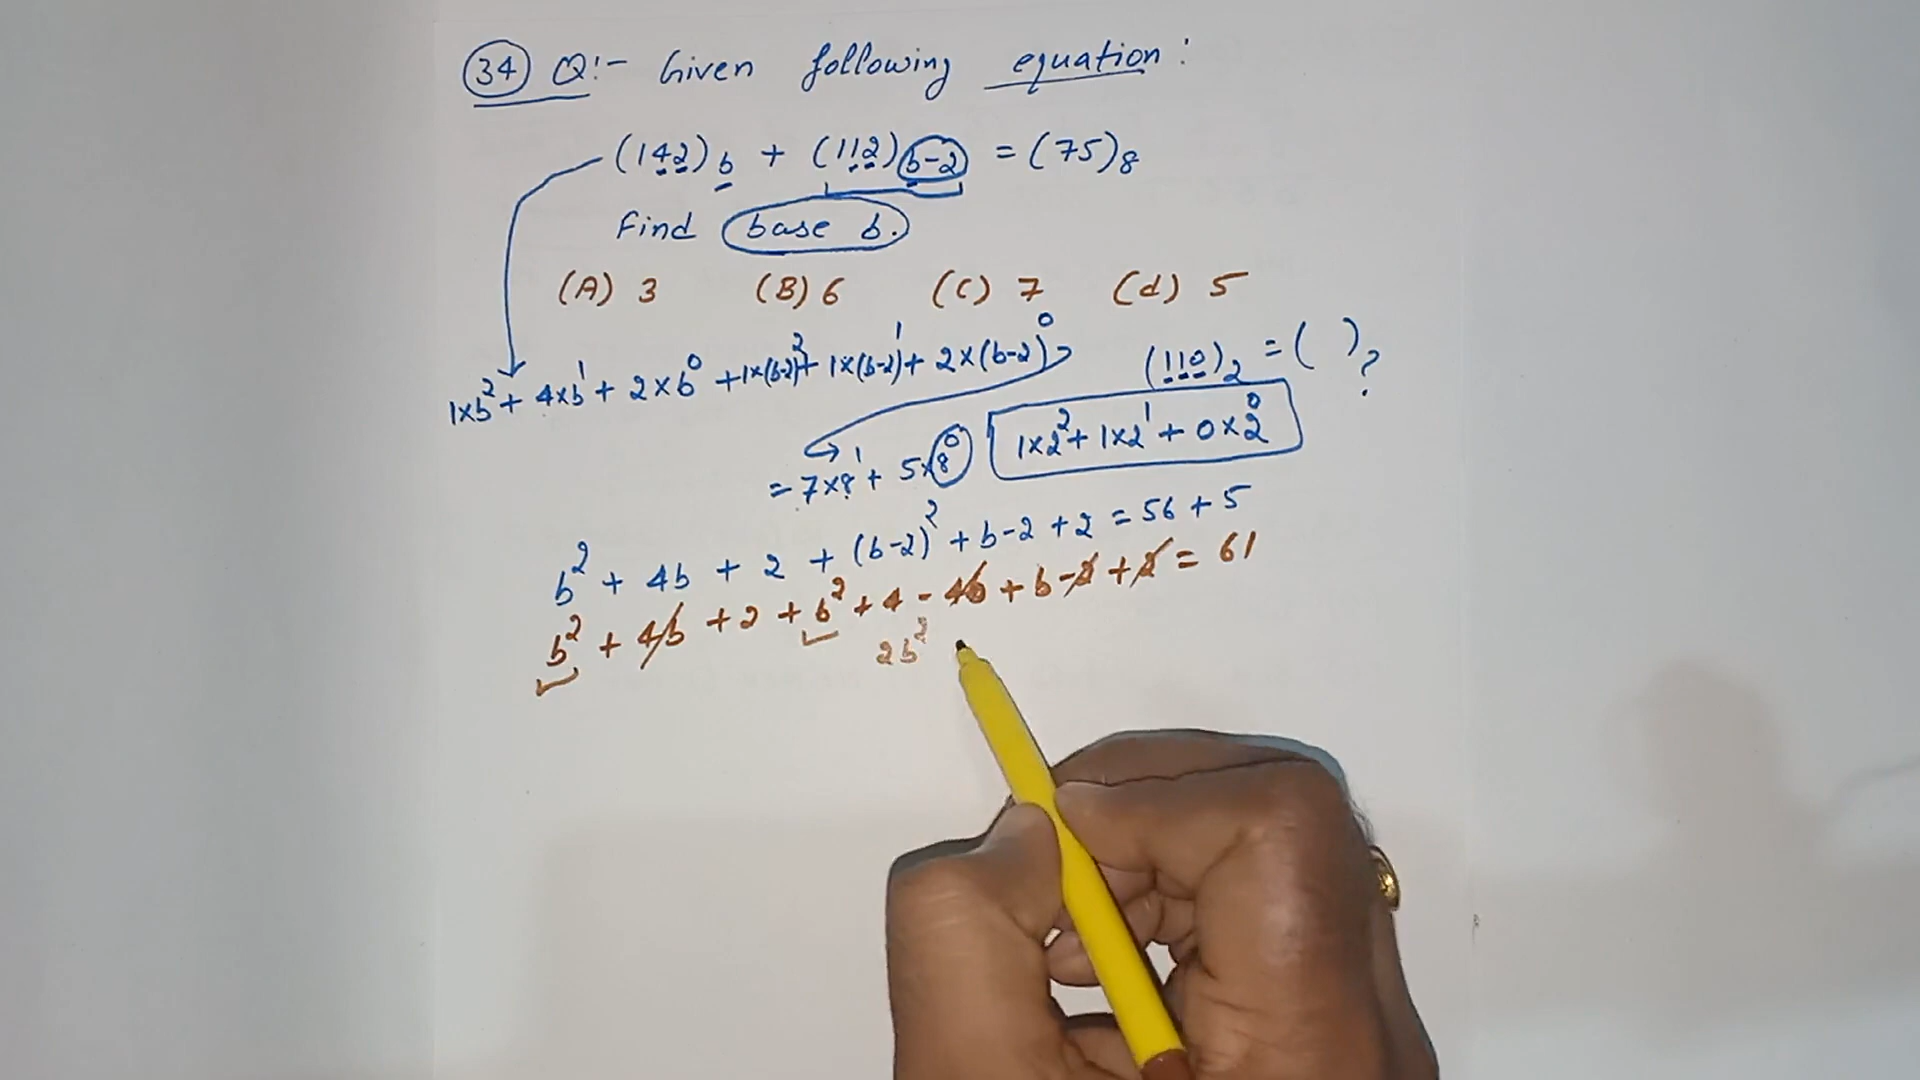 34 Q:- Given following equation:
(142)b + (112)b-2 = (75)8
Find base b.
(A) 3 (B) 6 (C) 7 (d) 5
1×b² + 4×b¹ + 2×b⁰ + 1×(b-2)² + 1×(b-2)¹ + 2×(b-2)⁰
(110)2 = ( )?
= 7×8¹ + 5×8⁰
1×2² + 1×2¹ + 0×2⁰
b² + 4b + 2 + (b-2)² + b-2 + 2 = 56 + 5
b² + 4b + 2 + b² + 4 - 4b + b - 2 + 2 = 61
2b²